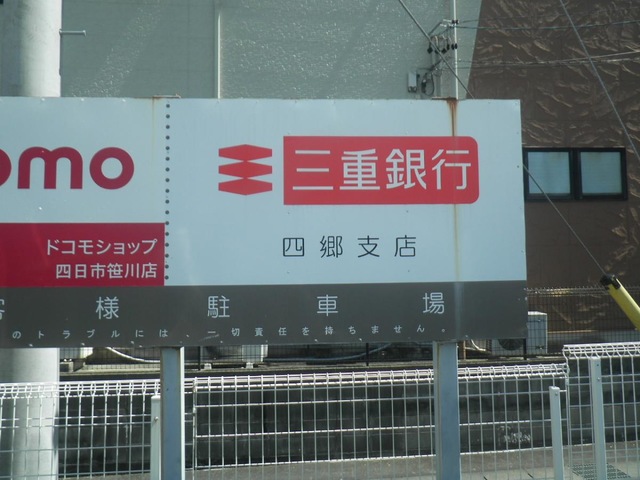 omo
ドコモショップ
四日市笹川店
三重銀行
四郷支店
客様駐車場
のトラブルには、一切責任を持ちません。